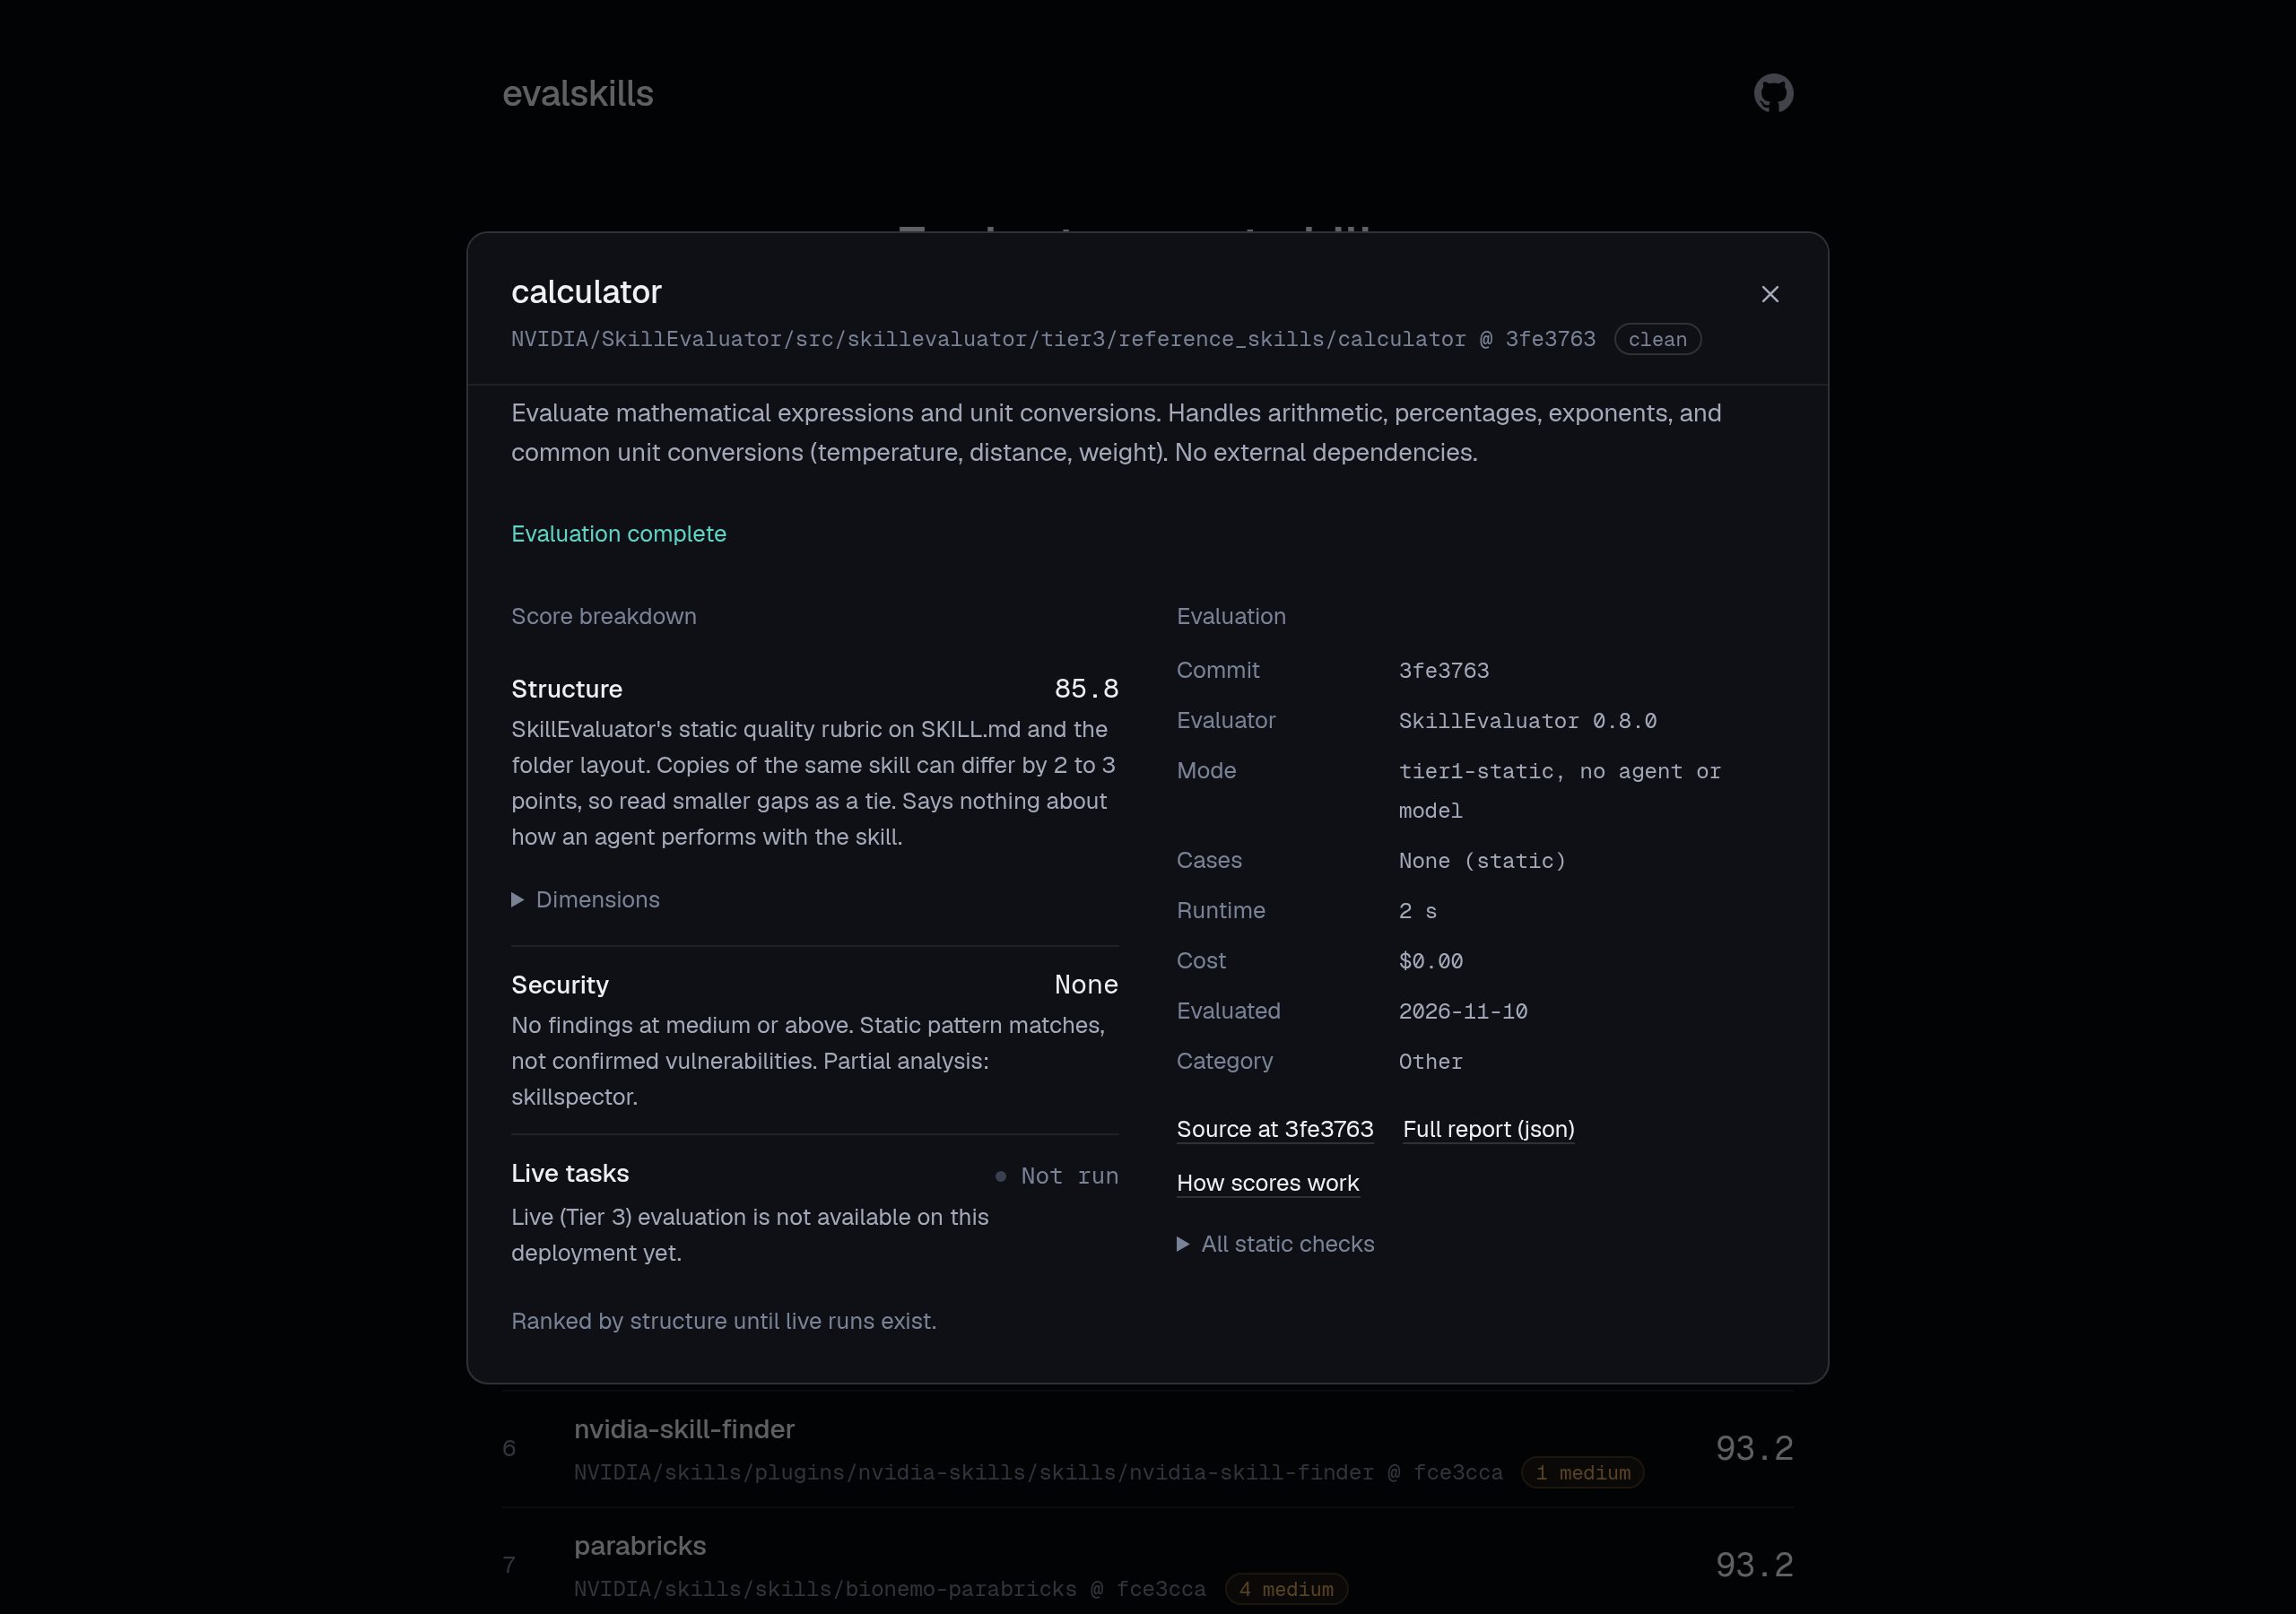 evalskills
calculator
NVIDIA/SkillEvaluator/src/skillevaluator/tier3/reference_skills/calculator @ 3fe3763 clean
Evaluate mathematical expressions and unit conversions. Handles arithmetic, percentages, exponents, and
common unit conversions (temperature, distance, weight). No external dependencies.
Evaluation complete
Score breakdown
Structure 85.8
SkillEvaluator's static quality rubric on SKILL.md and the
folder layout. Copies of the same skill can differ by 2 to 3
points, so read smaller gaps as a tie. Says nothing about
how an agent performs with the skill.
Dimensions
Security None
No findings at medium or above. Static pattern matches,
not confirmed vulnerabilities. Partial analysis:
skillspector.
Live tasks Not run
Live (Tier 3) evaluation is not available on this
deployment yet.
Ranked by structure until live runs exist.
Evaluation
Commit 3fe3763
Evaluator SkillEvaluator 0.8.0
Mode tier1-static, no agent or
model
Cases None (static)
Runtime 2 s
Cost $0.00
Evaluated 2026-11-10
Category Other
Source at 3fe3763 Full report (json)
How scores work
All static checks
6 nvidia-skill-finder 93.2
NVIDIA/skills/plugins/nvidia-skills/skills/nvidia-skill-finder @ fce3cca 1 medium
7 parabricks 93.2
NVIDIA/skills/skills/bionemo-parabricks @ fce3cca 4 medium